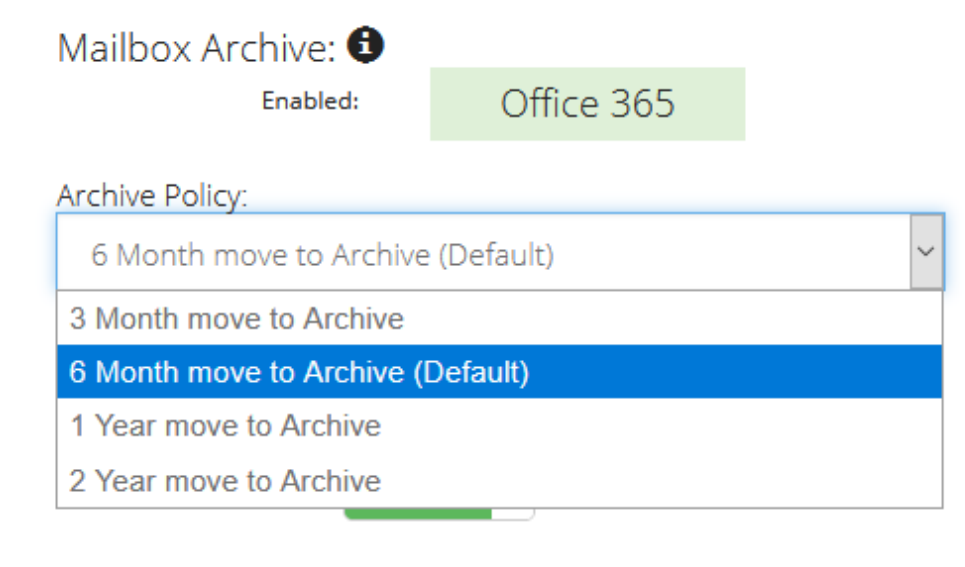 Mailbox Archive:
Enabled: Office 365
Archive Policy:
6 Month move to Archive (Default)
3 Month move to Archive
6 Month move to Archive (Default)
1 Year move to Archive
2 Year move to Archive